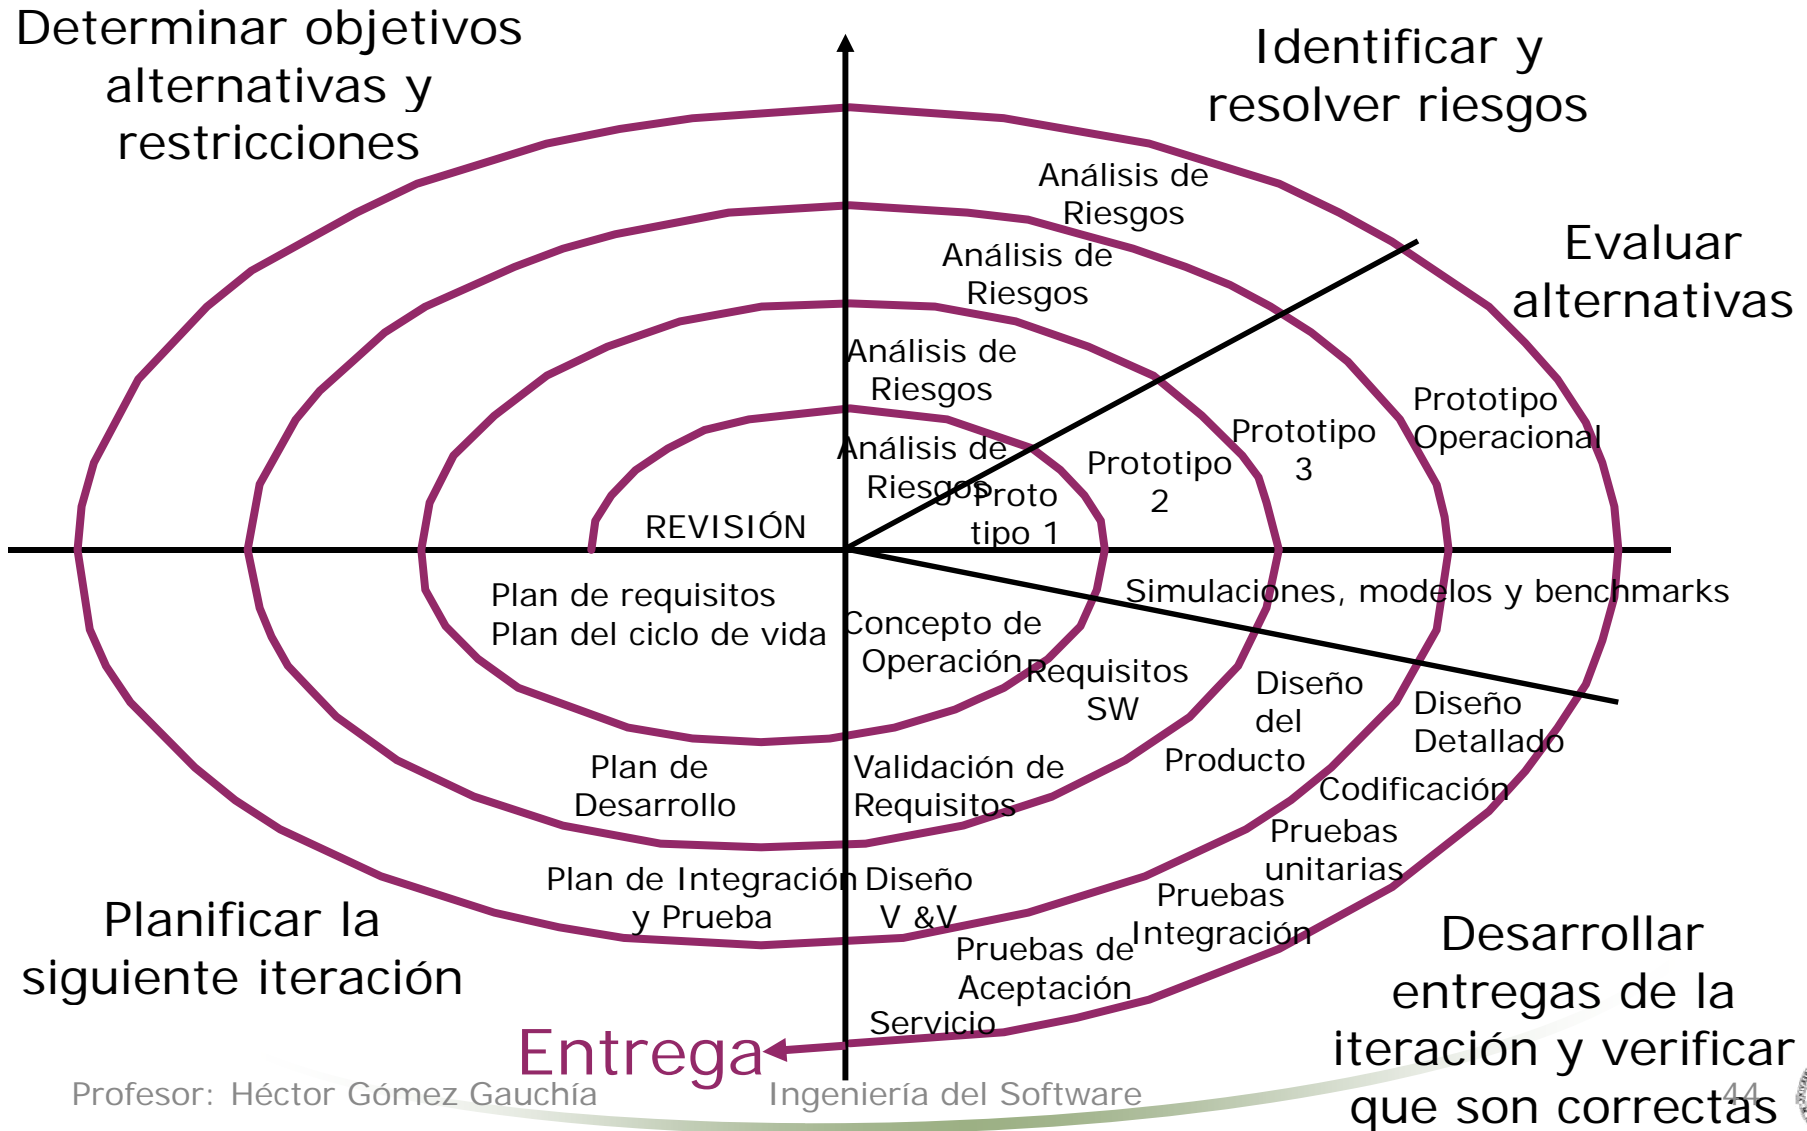 Determinar objetivos
alternativas y
restricciones
Identificar y
resolver riesgos
Evaluar
alternativas
Análisis de
Riesgos
Análisis de
Riesgos
Análisis de
Riesgos
Análisis de
Riesgos
Proto
tipo 1
Prototipo
2
Prototipo
3
Prototipo
Operacional
REVISIÓN
Simulaciones, modelos y benchmarks
Plan de requisitos
Plan del ciclo de vida
Concepto de
Operación
Requisitos
SW
Diseño
del
Producto
Diseño
Detallado
Plan de
Desarrollo
Validación de
Requisitos
Codificación
Pruebas
unitarias
Plan de Integración
y Prueba
Diseño
V &V
Pruebas
Integración
Pruebas de
Aceptación
Servicio
Planificar la
siguiente iteración
Desarrollar
entregas de la
iteración y verificar
que son correctas
Entrega
Profesor: Héctor Gómez Gauchía
Ingeniería del Software
44